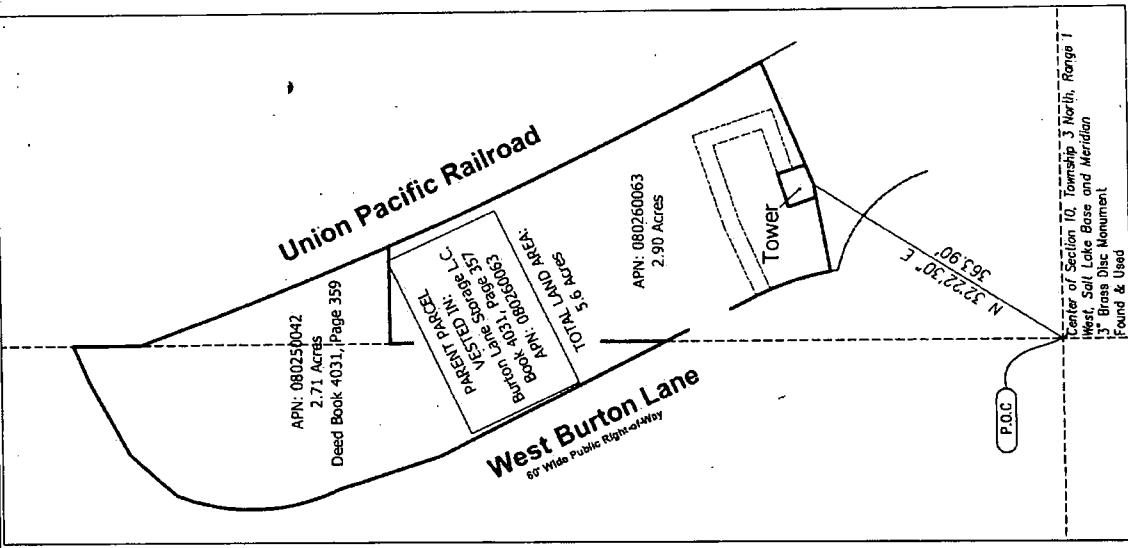 Union Pacific Railroad
APN: 080250042
2.71 Acres
Deed Book 4031, Page 359
PARENT PARCEL
VESTED IN:
Burton Lane Storage L.C.
Book 4031, Page 357
APN: 080260063
TOTAL LAND AREA:
5.6 Acres
APN: 080260063
2.90 Acres
Tower
West Burton Lane
60' Wide Public Right-of-Way
N 32°22'30" E
363.90'
P.O.C
Center of Section 10, Township 3 North, Range 1
West, Salt Lake Base and Meridian
3" Brass Disc Monument
Found & Used